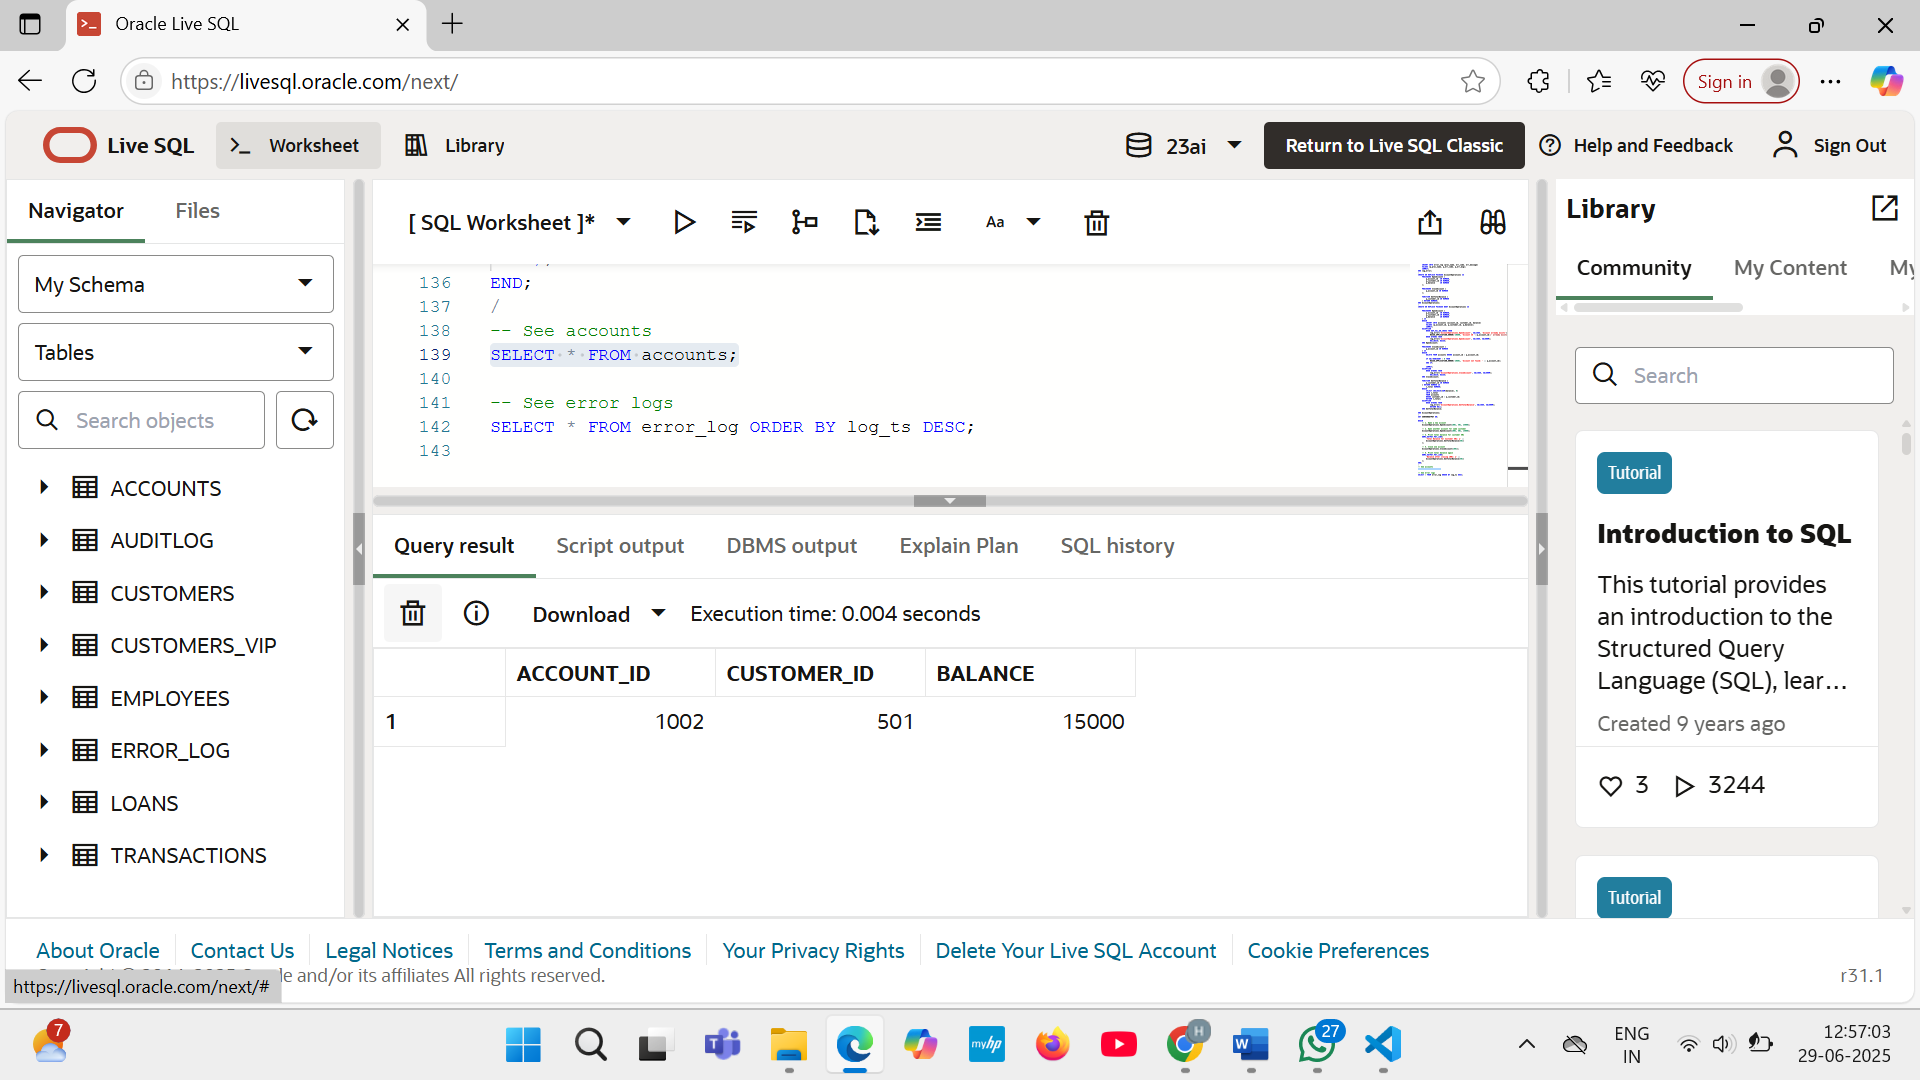 Oracle Live SQL
https://livesql.oracle.com/next/
Sign in
Live SQL
Worksheet
Library
23ai
Return to Live SQL Classic
Help and Feedback
Sign Out
Navigator
Files
My Schema
Tables
Search objects
ACCOUNTS
AUDITLOG
CUSTOMERS
CUSTOMERS_VIP
EMPLOYEES
ERROR_LOG
LOANS
TRANSACTIONS
[ SQL Worksheet ]*
Aa
136 END;
137 /
138 -- See accounts
139 SELECT * FROM accounts;
140
141 -- See error logs
142 SELECT * FROM error_log ORDER BY log_ts DESC;
143
Query result
Script output
DBMS output
Explain Plan
SQL history
Download
Execution time: 0.004 seconds
ACCOUNT_ID CUSTOMER_ID BALANCE
1 1002 501 15000
Library
Community
My Content
My
Search
Tutorial
Introduction to SQL
This tutorial provides
an introduction to the
Structured Query
Language (SQL), lear...
Created 9 years ago
3 3244
Tutorial
About Oracle
Contact Us
Legal Notices
Terms and Conditions
Your Privacy Rights
Delete Your Live SQL Account
Cookie Preferences
and/or its affiliates All rights reserved.
r31.1
https://livesql.oracle.com/next/#
7
T
myhp
H
W
27
ENG
IN
12:57:03
29-06-2025